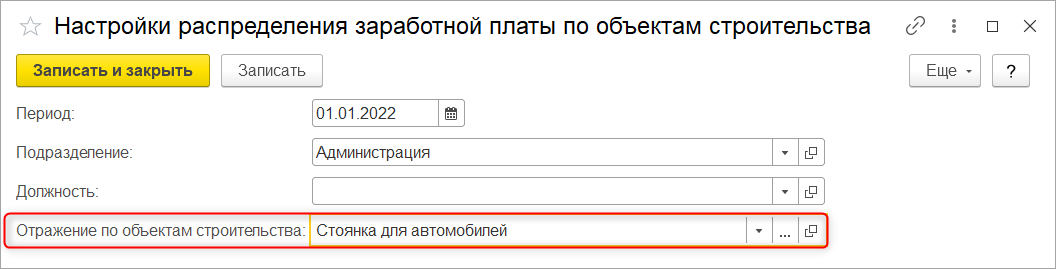 Настройки распределения заработной платы по объектам строительства
Записать и закрыть Записать Еще ?
Период: 01.01.2022
Подразделение: Администрация
Должность:
Отражение по объектам строительства: Стоянка для автомобилей ...